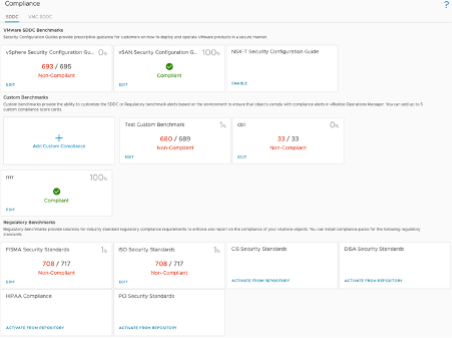 Compliance
?
SDDC VMC SDDC
VMware SDDC Benchmarks
Security Configuration Guides provide prescriptive guidance for customers on how to deploy and operate VMware products in a secure manner.
vSphere Security Configuration Gu... 0%
693 / 695
Non-Compliant
EDIT
vSAN Security Configuration G... 100%
Compliant
EDIT
NSX-T Security Configuration Guide
ENABLE
Custom Benchmarks
Custom benchmarks provide the ability to customize the SDDC or Regulatory benchmark alerts based on the environment to ensure that objects comply with compliance alerts in vRealize Operations Manager. You can add up to 5
custom compliance score cards.
Add Custom Compliance
Test Custom Benchmark 1%
680 / 689
Non-Compliant
EDIT
0%
33 / 33
Non-Compliant
EDIT
100%
Compliant
EDIT
Regulatory Benchmarks
Regulatory benchmarks provide solutions for industry standard regulatory compliance requirements to enforce and report on the compliance of your vSphere objects. You can install compliance packs for the following regulatory
standards.
FISMA Security Standards 1%
708 / 717
Non-Compliant
EDIT
ISO Security Standards 1%
708 / 717
Non-Compliant
EDIT
CIS Security Standards
ACTIVATE FROM REPOSITORY
DISA Security Standards
ACTIVATE FROM REPOSITORY
HIPAA Compliance
ACTIVATE FROM REPOSITORY
PCI Security Standards
ACTIVATE FROM REPOSITORY